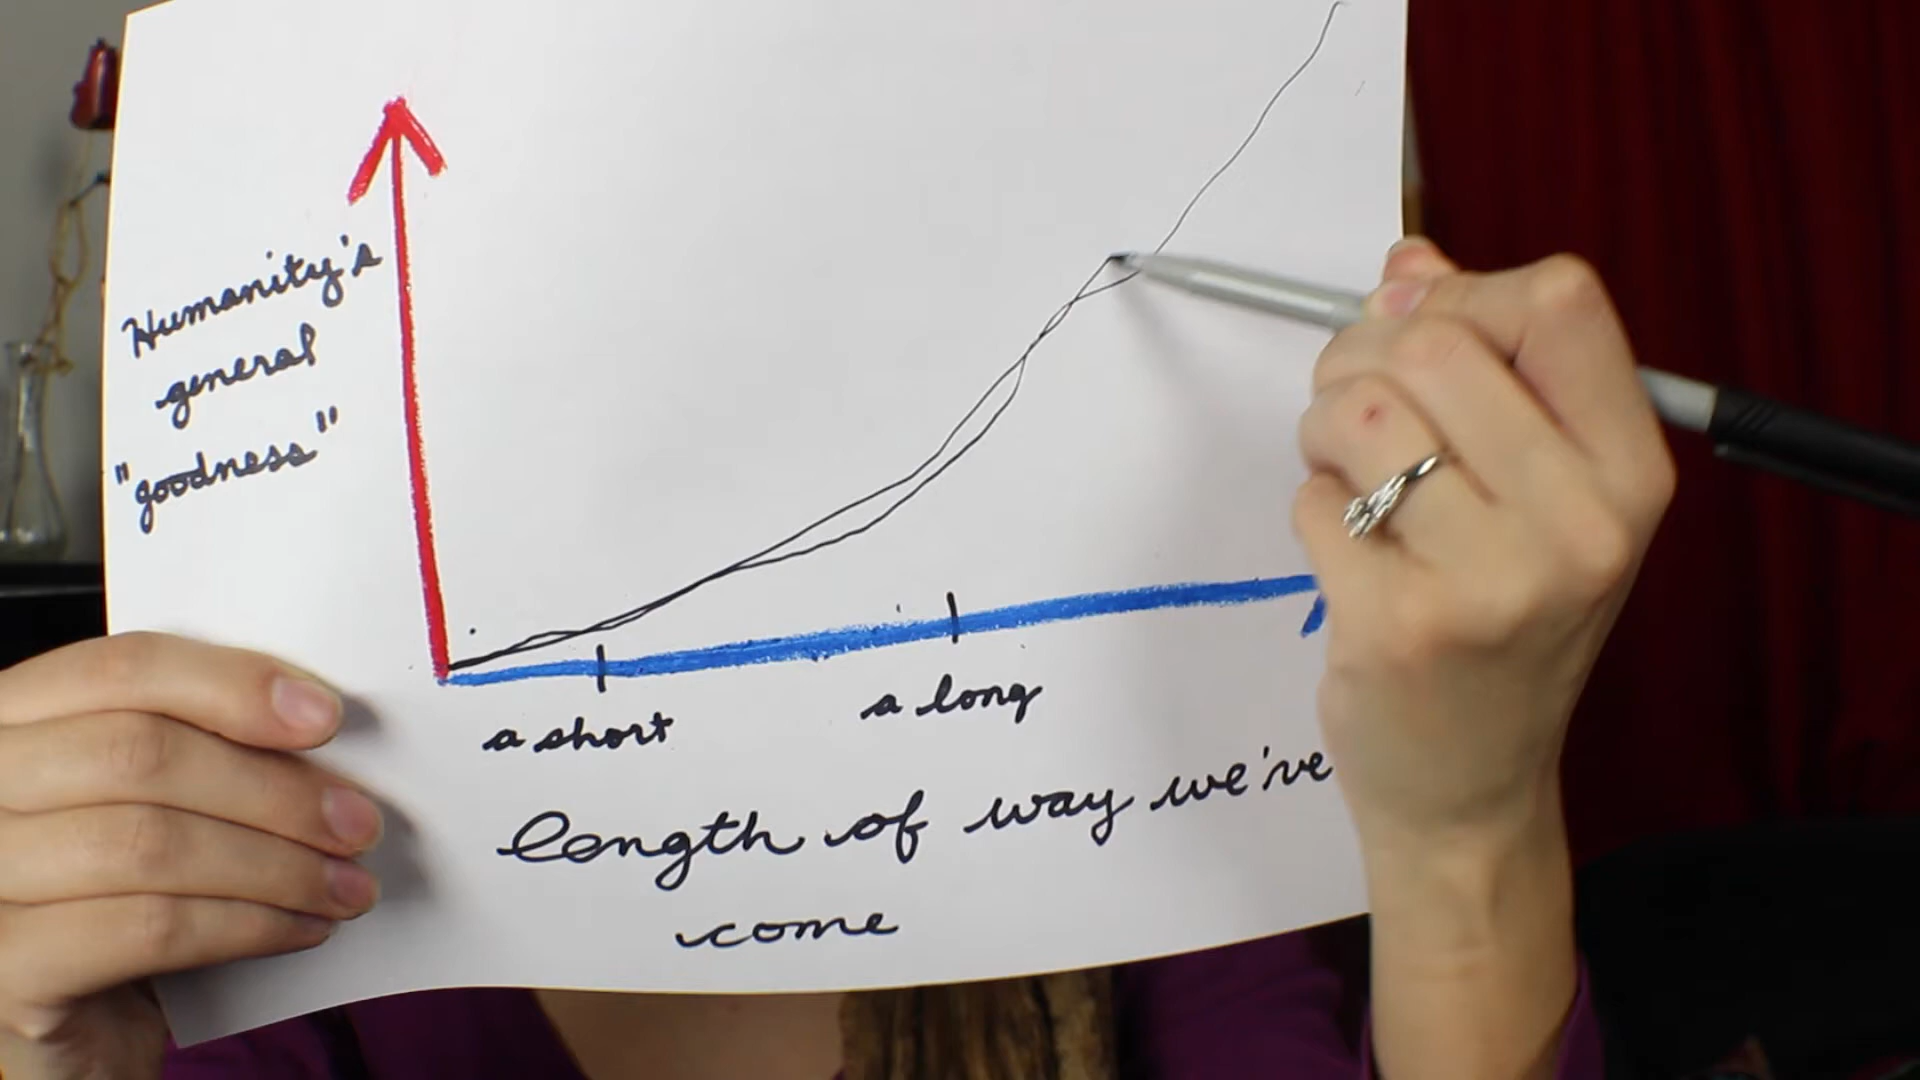 Humanity's
general
"goodness"
a short
a long
length of way we've
come